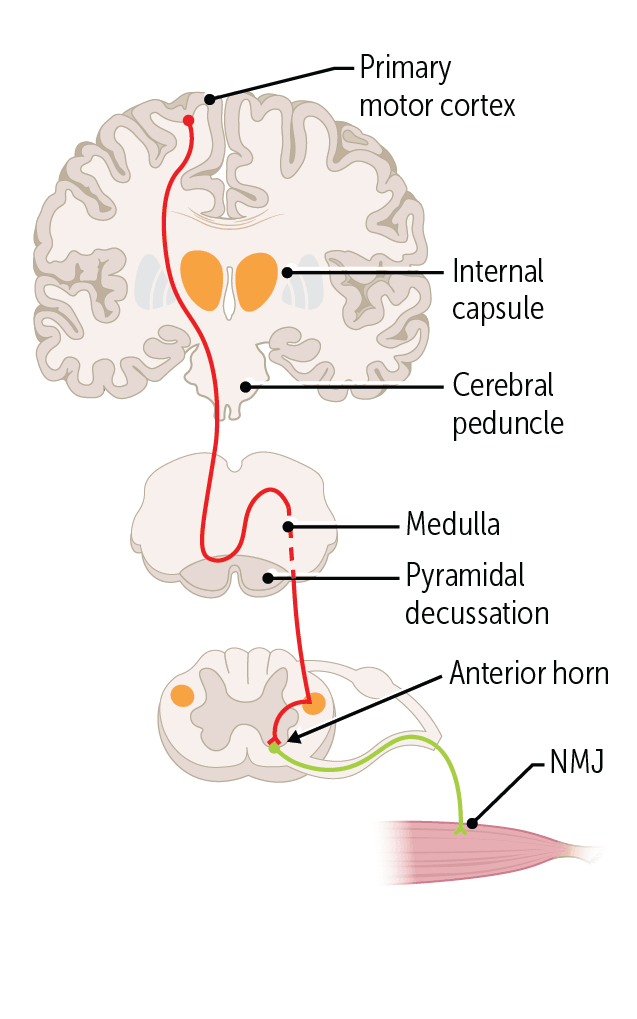 Primary
motor cortex
Internal
capsule
Cerebral
peduncle
Medulla
Pyramidal
decussation
Anterior horn
NMJ